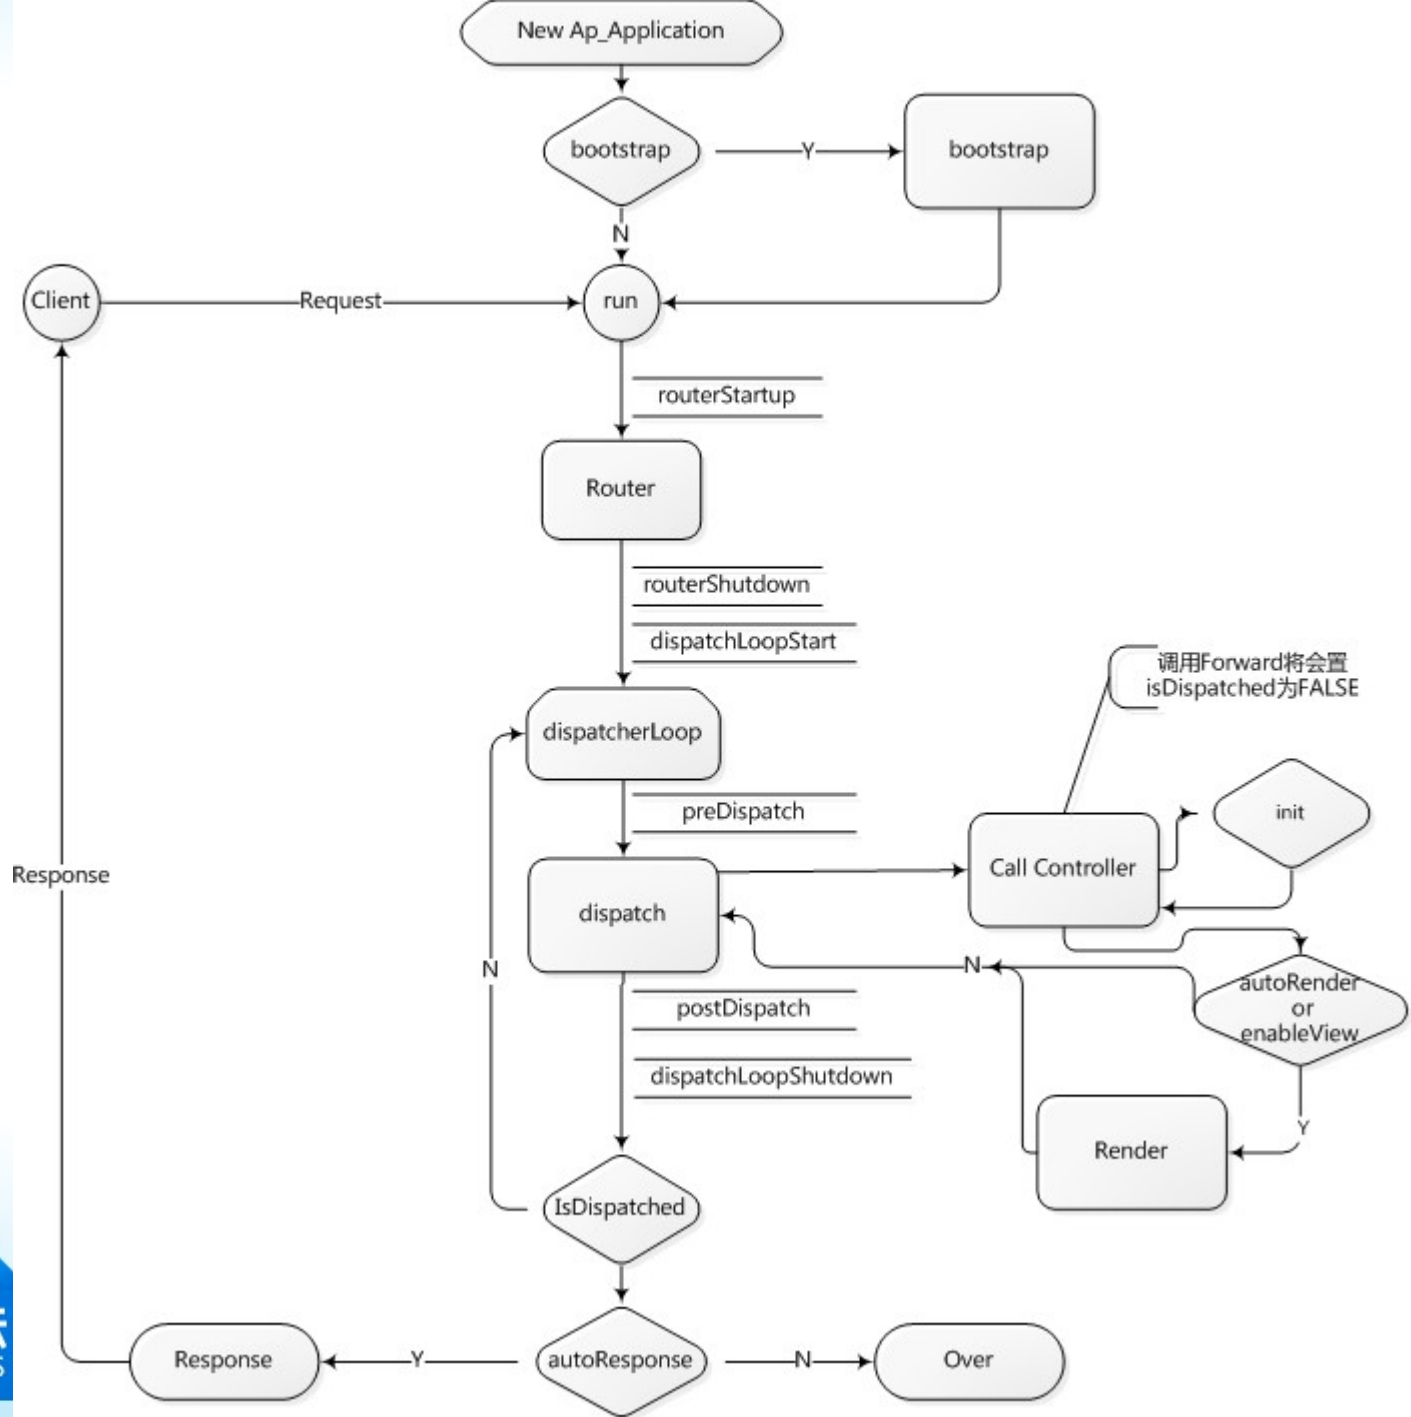 New Ap_Application
bootstrap
Y
bootstrap
N
Client
Request
run
routerStartup
Router
routerShutdown
dispatchLoopStart
调用Forward将会置
isDispatched为FALSE
dispatcherLoop
preDispatch
init
Call Controller
Response
dispatch
N
N
autoRender
or
enableView
postDispatch
dispatchLoopShutdown
Y
Render
IsDispatched
Response
Y
autoResponse
N
Over